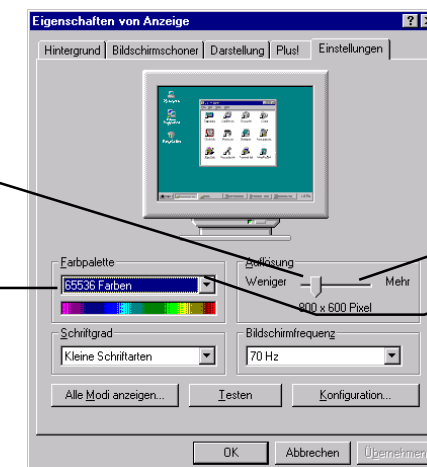 Eigenschaften von Anzeige
Hintergrund Bildschirmschoner Darstellung Plus! Einstellungen
Farbpalette
65536 Farben
Auflösung
Weniger Mehr
800 x 600 Pixel
Schriftgrad
Kleine Schriftarten
Bildschirmfrequenz
70 Hz
Alle Modi anzeigen... Testen Konfiguration...
OK Abbrechen Übernehmen